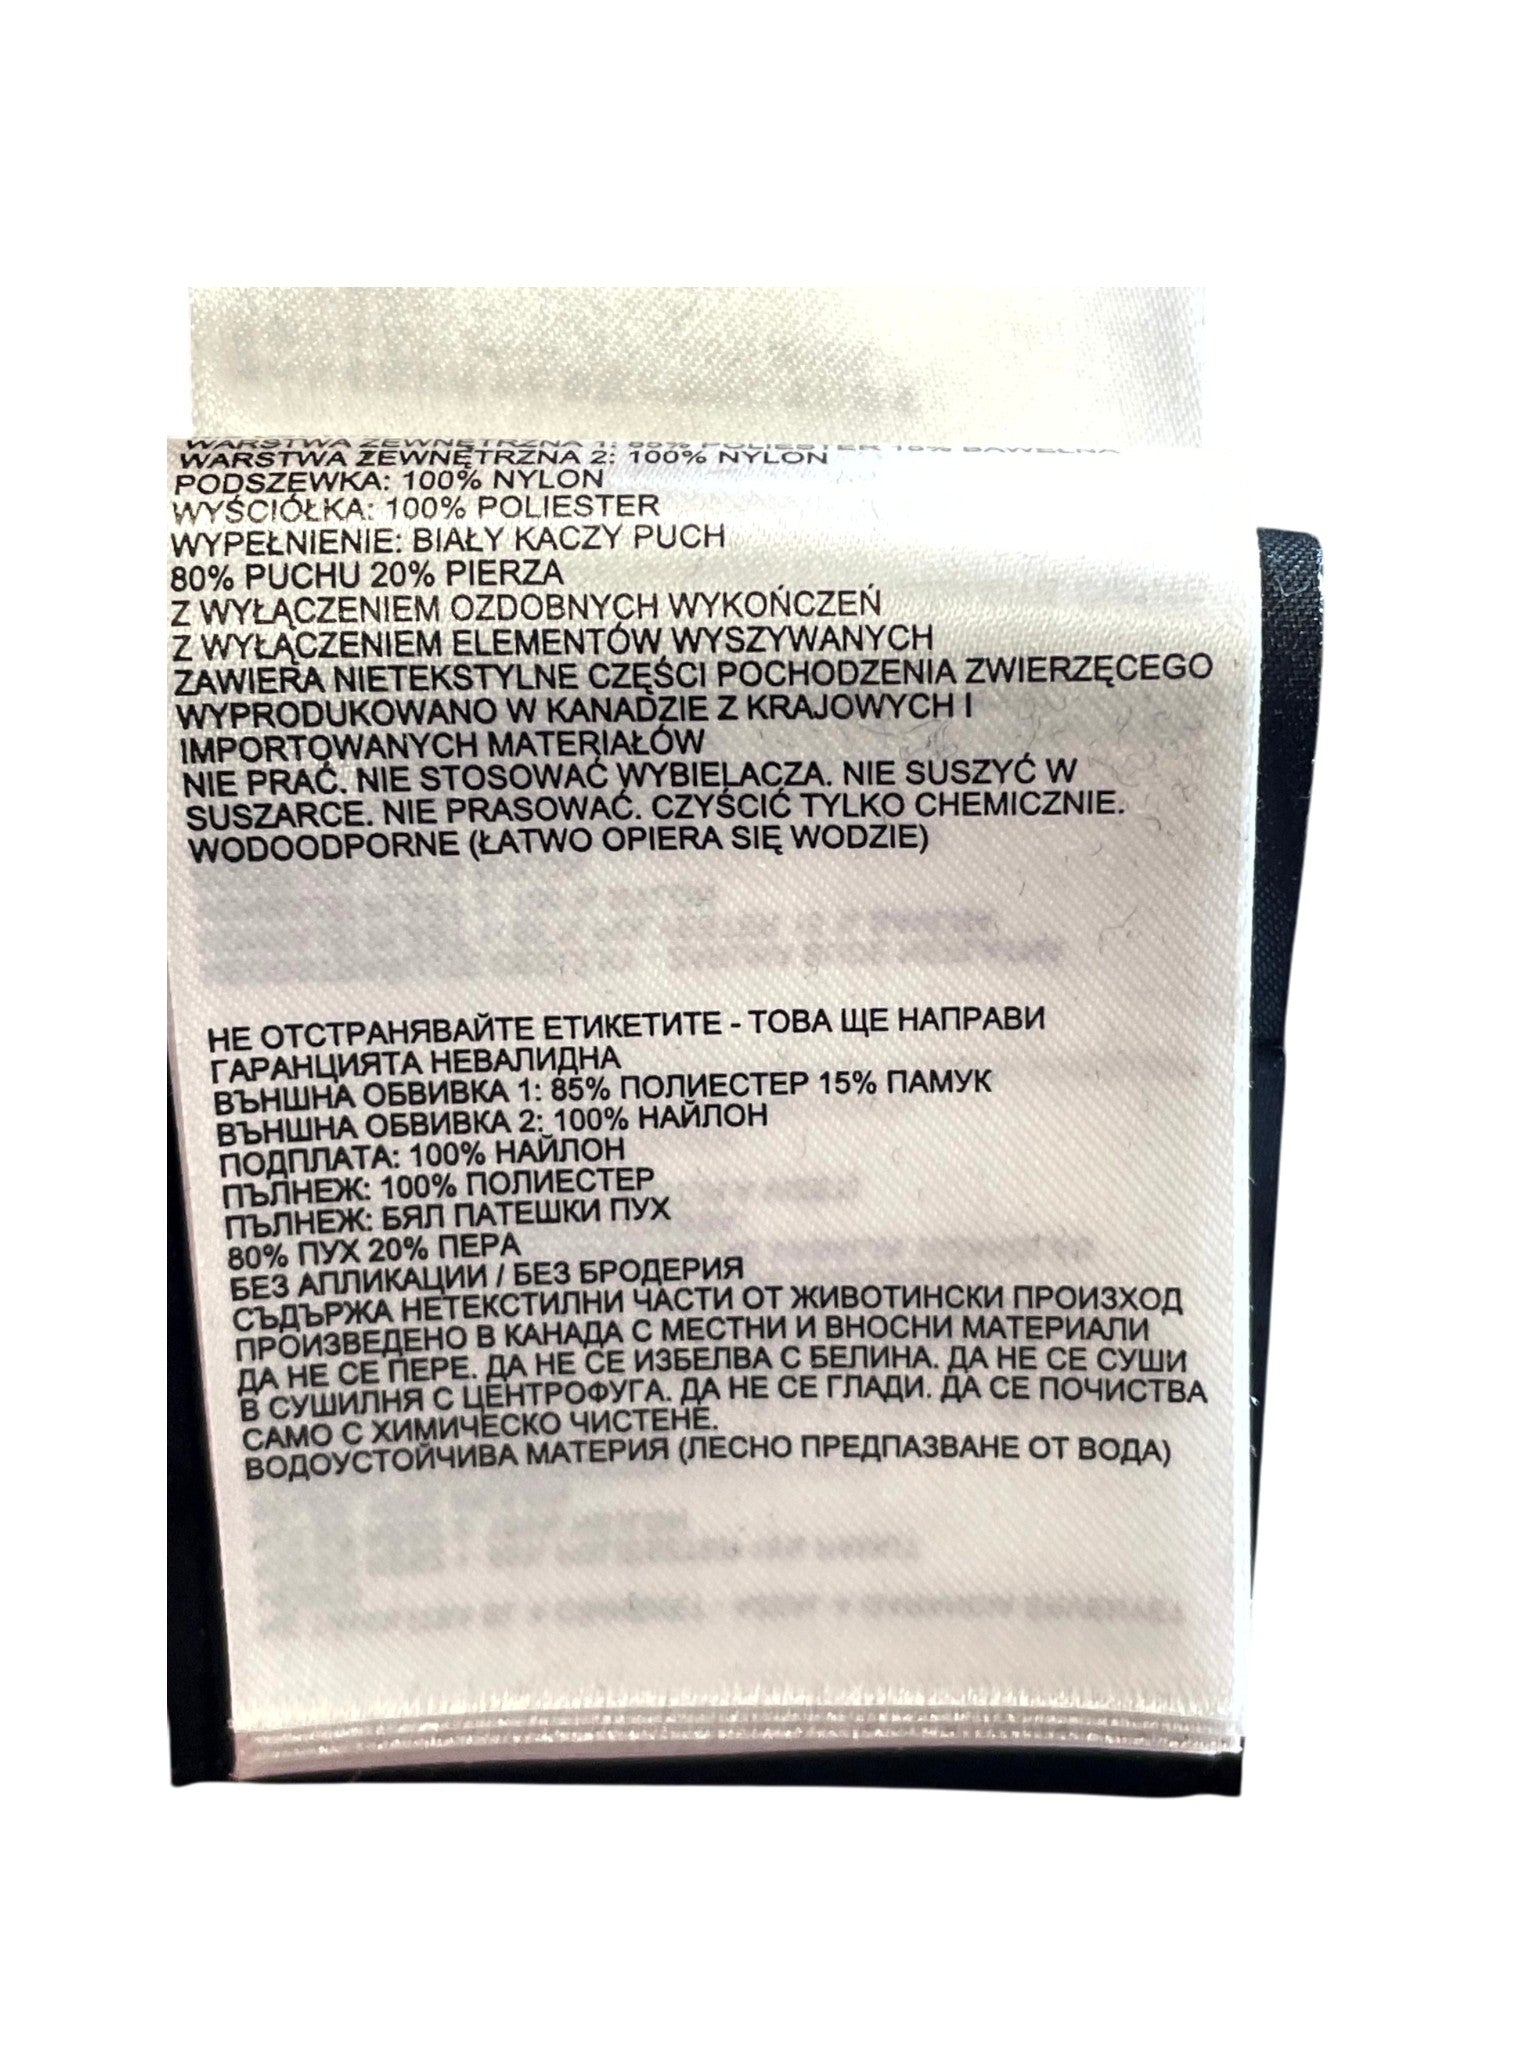 WARSTWA ZEWNĘTRZNA 1: 85% POLIESTER 15% BAWEŁNA
WARSTWA ZEWNĘTRZNA 2: 100% NYLON
PODSZEWKA: 100% NYLON
WYŚCIÓŁKA: 100% POLIESTER
WYPEŁNIENIE: BIAŁY KACZY PUCH
80% PUCHU 20% PIERZA
Z WYŁĄCZENIEM OZDOBNYCH WYKOŃCZEŃ
Z WYŁĄCZENIEM ELEMENTÓW WYSZYWANYCH
ZAWIERA NIETEKSTYLNE CZĘŚCI POCHODZENIA ZWIERZĘCEGO
WYPRODUKOWANO W KANADZIE Z KRAJOWYCH I
IMPORTOWANYCH MATERIAŁÓW
NIE PRAĆ. NIE STOSOWAĆ WYBIELACZA. NIE SUSZYĆ W
SUSZARCE. NIE PRASOWAĆ. CZYŚCIĆ TYLKO CHEMICZNIE.
WODOODPORNE (ŁATWO OPIERA SIĘ WODZIE)
НЕ ОТСТРАНЯВАЙТЕ ЕТИКЕТИТЕ - ТОВА ЩЕ НАПРАВИ
ГАРАНЦИЯТА НЕВАЛИДНА
ВЪНШНА ОБВИВКА 1: 85% ПОЛИЕСТЕР 15% ПАМУК
ВЪНШНА ОБВИВКА 2: 100% НАЙЛОН
ПОДПЛАТА: 100% НАЙЛОН
ПЪЛНЕЖ: 100% ПОЛИЕСТЕР
ПЪЛНЕЖ: БЯЛ ПАТЕШКИ ПУХ
80% ПУХ 20% ПЕРА
БЕЗ АПЛИКАЦИИ / БЕЗ БРОДЕРИЯ
СЪДЪРЖА НЕТЕКСТИЛНИ ЧАСТИ ОТ ЖИВОТИНСКИ ПРОИЗХОД
ПРОИЗВЕДЕНО В КАНАДА С МЕСТНИ И ВНОСНИ МАТЕРИАЛИ
ДА НЕ СЕ ПЕРЕ. ДА НЕ СЕ ИЗБЕЛВА С БЕЛИНА. ДА НЕ СЕ СУШИ
В СУШИЛНЯ С ЦЕНТРОФУГА. ДА НЕ СЕ ГЛАДИ. ДА СЕ ПОЧИСТВА
САМО С ХИМИЧЕСКО ЧИСТЕНЕ.
ВОДОУСТОЙЧИВА МАТЕРИЯ (ЛЕСНО ПРЕДПАЗВАНЕ ОТ ВОДА)